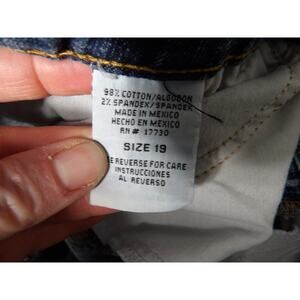 98% COTTON/ALGODON
2% SPANDEX/SPANDEX
MADE IN MEXICO
HECHO EN MEXICO
RN # 17730
SIZE 19
E REVERSE FOR CARE
INSTRUCCIONES
AL REVERSO